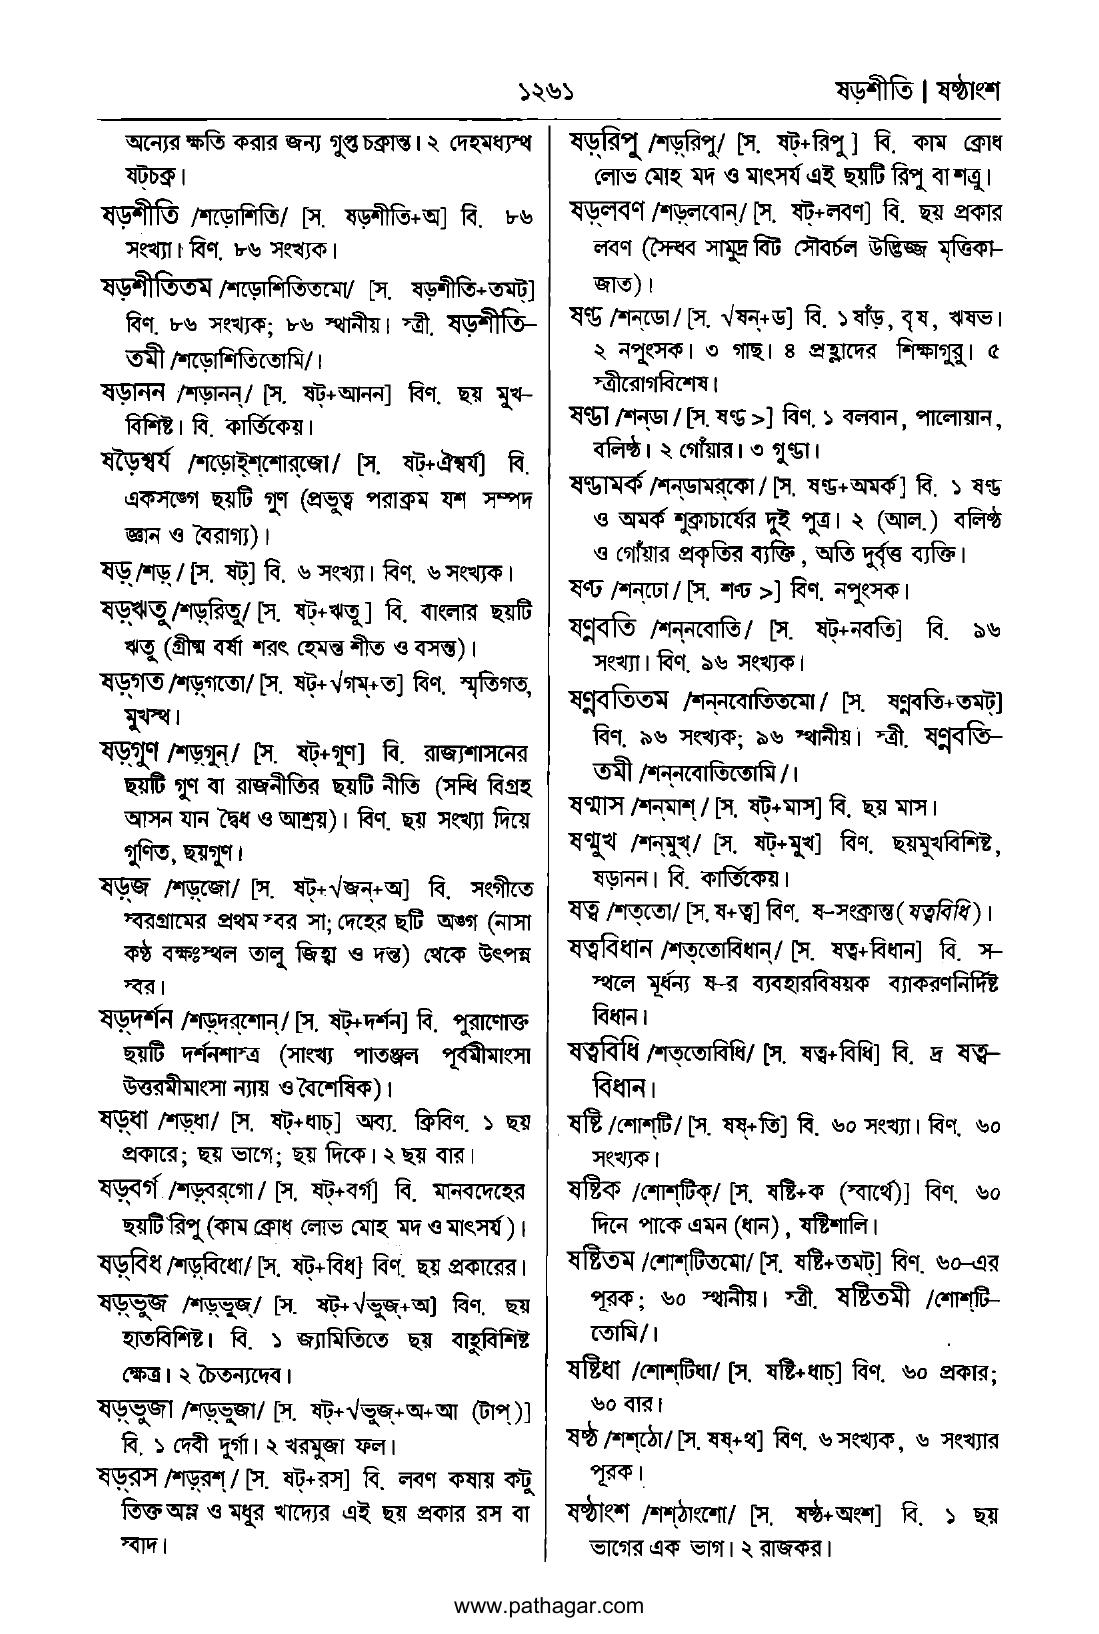 ১২৬১
ষড়শীতি | ষষ্ঠাংশ
অন্যের ক্ষতি করার জন্য গুপ্ত চক্রান্ত। ২ দেহমধ্যস্থ
ষট্‌চক্র।
ষড়শীতি /শড়োশিতি/ [স. ষড়শীতি+অ] বি. ৮৬
সংখ্যা। বিণ. ৮৬ সংখ্যক।
ষড়শীতিতম /শড়োশিতিতমো/ [স. ষড়শীতি+তমট্]
বিণ. ৮৬ সংখ্যক; ৮৬ স্থানীয়। স্ত্রী. ষড়শীতি–
তমী /শড়োশিতিতোমি/।
ষড়ানন /শড়ানন্/ [স. ষট্+আনন] বিণ. ছয় মুখ–
বিশিষ্ট। বি. কার্তিকেয়।
ষড়ৈশ্বর্য /শড়োই্‌শ্‌শোর্‌জো/ [স. ষট্+ঐশ্বর্য] বি.
একসঙ্গে ছয়টি গুণ (প্রভুত্ব পরাক্রম যশ সম্পদ
জ্ঞান ও বৈরাগ্য)।
ষড়্ /শড়্ / [স. ষট্] বি. ৬ সংখ্যা। বিণ. ৬ সংখ্যক।
ষড়্‌ঋতু /শড়্‌রিতু/ [স. ষট্+ঋতু] বি. বাংলার ছয়টি
ঋতু (গ্রীষ্ম বর্ষা শরৎ হেমন্ত শীত ও বসন্ত)।
ষড়্‌গত /শড়্‌গতো/ [স. ষট্+√গম্+ত] বিণ. স্মৃতিগত,
মুখস্থ।
ষড়্‌গুণ /শড়্‌গুন্/ [স. ষট্+গুণ] বি. রাজ্যশাসনের
ছয়টি গুণ বা রাজনীতির ছয়টি নীতি (সন্ধি বিগ্রহ
আসন যান দ্বৈধ ও আশ্রয়)। বিণ. ছয় সংখ্যা দিয়ে
গুণিত, ছয়গুণ।
ষড়্‌জ /শড়্‌জো/ [স. ষট্+√জন্+অ] বি. সংগীতে
স্বরগ্রামের প্রথম স্বর সা; দেহের ছটি অঙ্গ (নাসা
কণ্ঠ বক্ষঃস্থল তালু জিহ্বা ও দন্ত) থেকে উৎপন্ন
স্বর।
ষড়্‌দর্শন /শড়্‌দর্‌শোন্/ [স. ষট্+দর্শন] বি. পুরাণোক্ত
ছয়টি দর্শনশাস্ত্র (সাংখ্য পাতঞ্জল পূর্বমীমাংসা
উত্তরমীমাংসা ন্যায় ও বৈশেষিক)।
ষড়্‌ধা /শড়্‌ধা/ [স. ষট্+ধাচ্] অব্য. ক্রিবিণ. ১ ছয়
প্রকারে; ছয় ভাগে; ছয় দিকে। ২ ছয় বার।
ষড়্‌বর্গ /শড়্‌বর্‌গো/ [স. ষট্+বর্গ] বি. মানবদেহের
ছয়টি রিপু (কাম ক্রোধ লোভ মোহ মদ ও মাৎসর্য)।
ষড়্‌বিধ /শড়্‌বিধো/ [স. ষট্+বিধ] বিণ. ছয় প্রকারের।
ষড়্‌ভুজ /শড়্‌ভুজ্/ [স. ষট্+√ভুজ্+অ] বিণ. ছয়
হাতবিশিষ্ট। বি. ১ জ্যামিতিতে ছয় বাহুবিশিষ্ট
ক্ষেত্র। ২ চৈতন্যদেব।
ষড়্‌ভুজা /শড়্‌ভুজা/ [স. ষট্+√ভুজ্+অ+আ (টাপ্)]
বি. ১ দেবী দুর্গা। ২ খরমুজা ফল।
ষড়্‌রস /শড়্‌রশ্ / [স. ষট্+রস] বি. লবণ কষায় কটু
তিক্ত অম্ল ও মধুর খাদ্যের এই ছয় প্রকার রস বা
স্বাদ।
ষড়্‌রিপু /শড়্‌রিপু/ [স. ষট্+রিপু] বি. কাম ক্রোধ
লোভ মোহ মদ ও মাৎসর্য এই ছয়টি রিপু বা শত্রু।
ষড়্‌লবণ /শড়্‌লবোন্/ [স. ষট্+লবণ] বি. ছয় প্রকার
লবণ (সৈন্ধব সামুদ্র বিট সৌবর্চল উদ্ভিজ্জ মৃত্তিকা–
জাত)।
ষণ্ড /শন্‌ডো/ [স. √ষন্+ড] বি. ১ ষাঁড়, বৃষ, ঋষভ।
২ নপুংসক। ৩ গাছ। ৪ প্রহ্লাদের শিক্ষাগুরু। ৫
স্ত্রীরোগবিশেষ।
ষণ্ডা /শন্‌ডা/ [স. ষণ্ড >] বিণ. ১ বলবান, পালোয়ান,
বলিষ্ঠ। ২ গোঁয়ার। ৩ গুণ্ডা।
ষণ্ডামর্ক /শন্‌ডামর্‌কো/ [স. ষণ্ড+অমর্ক] বি. ১ ষণ্ড
ও অমর্ক শুক্রাচার্যের দুই পুত্র। ২ (আল.) বলিষ্ঠ
ও গোঁয়ার প্রকৃতির ব্যক্তি, অতি দুর্বৃত্ত ব্যক্তি।
ষণ্ঢ /শন্‌ঢো/ [স. শণ্ঢ >] বিণ. নপুংসক।
ষণ্ণবতি /শন্‌নবোতি/ [স. ষট্+নবতি] বি. ৯৬
সংখ্যা। বিণ. ৯৬ সংখ্যক।
ষণ্ণবতিতম /শন্‌নবোতিতমো/ [স. ষণ্ণবতি+তমট্]
বিণ. ৯৬ সংখ্যক; ৯৬ স্থানীয়। স্ত্রী. ষণ্ণবতি–
তমী /শন্‌নবোতিতোমি/।
ষণ্মাস /শন্‌মাশ্/ [স. ষট্+মাস] বি. ছয় মাস।
ষণ্মুখ /শন্‌মুখ্/ [স. ষট্+মুখ] বিণ. ছয়মুখবিশিষ্ট,
ষড়ানন। বি. কার্তিকেয়।
ষত্ব /শত্‌তো/ [স. ষ+ত্ব] বিণ. ষ–সংক্রান্ত (ষত্ববিধি)।
ষত্ববিধান /শত্‌তোবিধান্/ [স. ষত্ব+বিধান] বি. স–
স্থলে মূর্ধন্য ষ–র ব্যবহারবিষয়ক ব্যাকরণনির্দিষ্ট
বিধান।
ষত্ববিধি /শত্‌তোবিধি/ [স. ষত্ব+বিধি] বি. দ্র ষত্ব–
বিধান।
ষষ্টি /শোশ্‌টি/ [স. ষষ্+তি] বি. ৬০ সংখ্যা। বিণ. ৬০
সংখ্যক।
ষষ্টিক /শোশ্‌টিক্/ [স. ষষ্টি+ক (স্বার্থে)] বিণ. ৬০
দিনে পাকে এমন (ধান), ষষ্টিশালি।
ষষ্টিতম /শোশ্‌টিতমো/ [স. ষষ্টি+তমট্] বিণ. ৬০–এর
পূরক; ৬০ স্থানীয়। স্ত্রী. ষষ্টিতমী /শোশ্‌টি–
তোমি/।
ষষ্টিধা /শোশ্‌টিধা/ [স. ষষ্টি+ধাচ্] বিণ. ৬০ প্রকার;
৬০ বার।
ষষ্ঠ /শশ্‌ঠো/ [স. ষষ্+থ] বিণ. ৬ সংখ্যক, ৬ সংখ্যার
পূরক।
ষষ্ঠাংশ /শশ্‌ঠাংশো/ [স. ষষ্ঠ+অংশ] বি. ১ ছয়
ভাগের এক ভাগ। ২ রাজকর।
www.pathagar.com